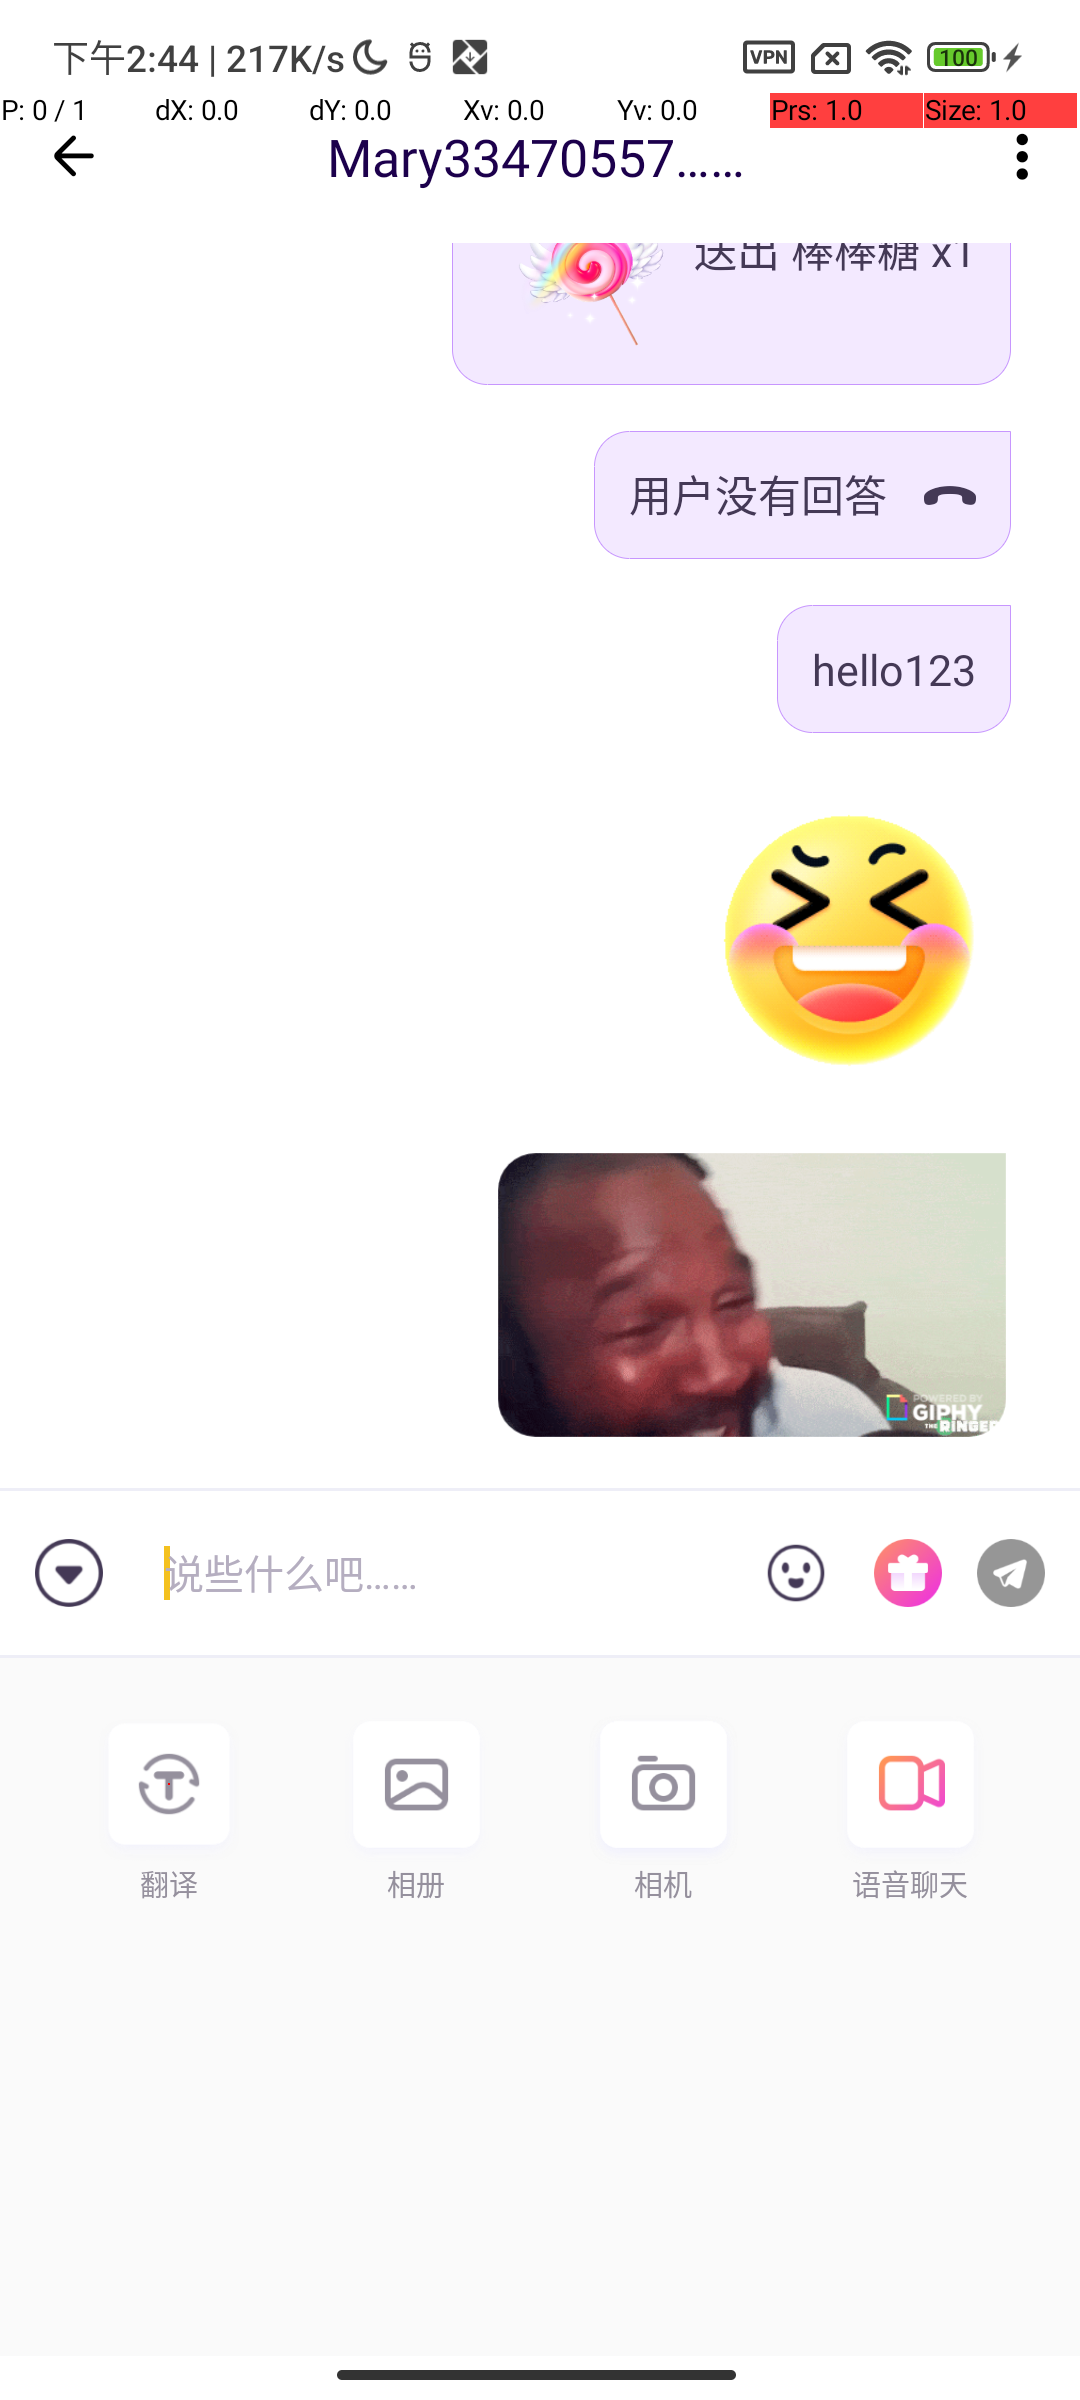 下午2:44 | 217K/s VPN 100
P: 0 / 1 dX: 0.0 dY: 0.0 Xv: 0.0 Yv: 0.0 Prs: 1.0 Size: 1.0
Mary33470557......
送出 棒棒糖 x1
用户没有回答
hello123
POWERED BY
GIPHY
THE RINGER
说些什么吧......
翻译 相册 相机 语音聊天